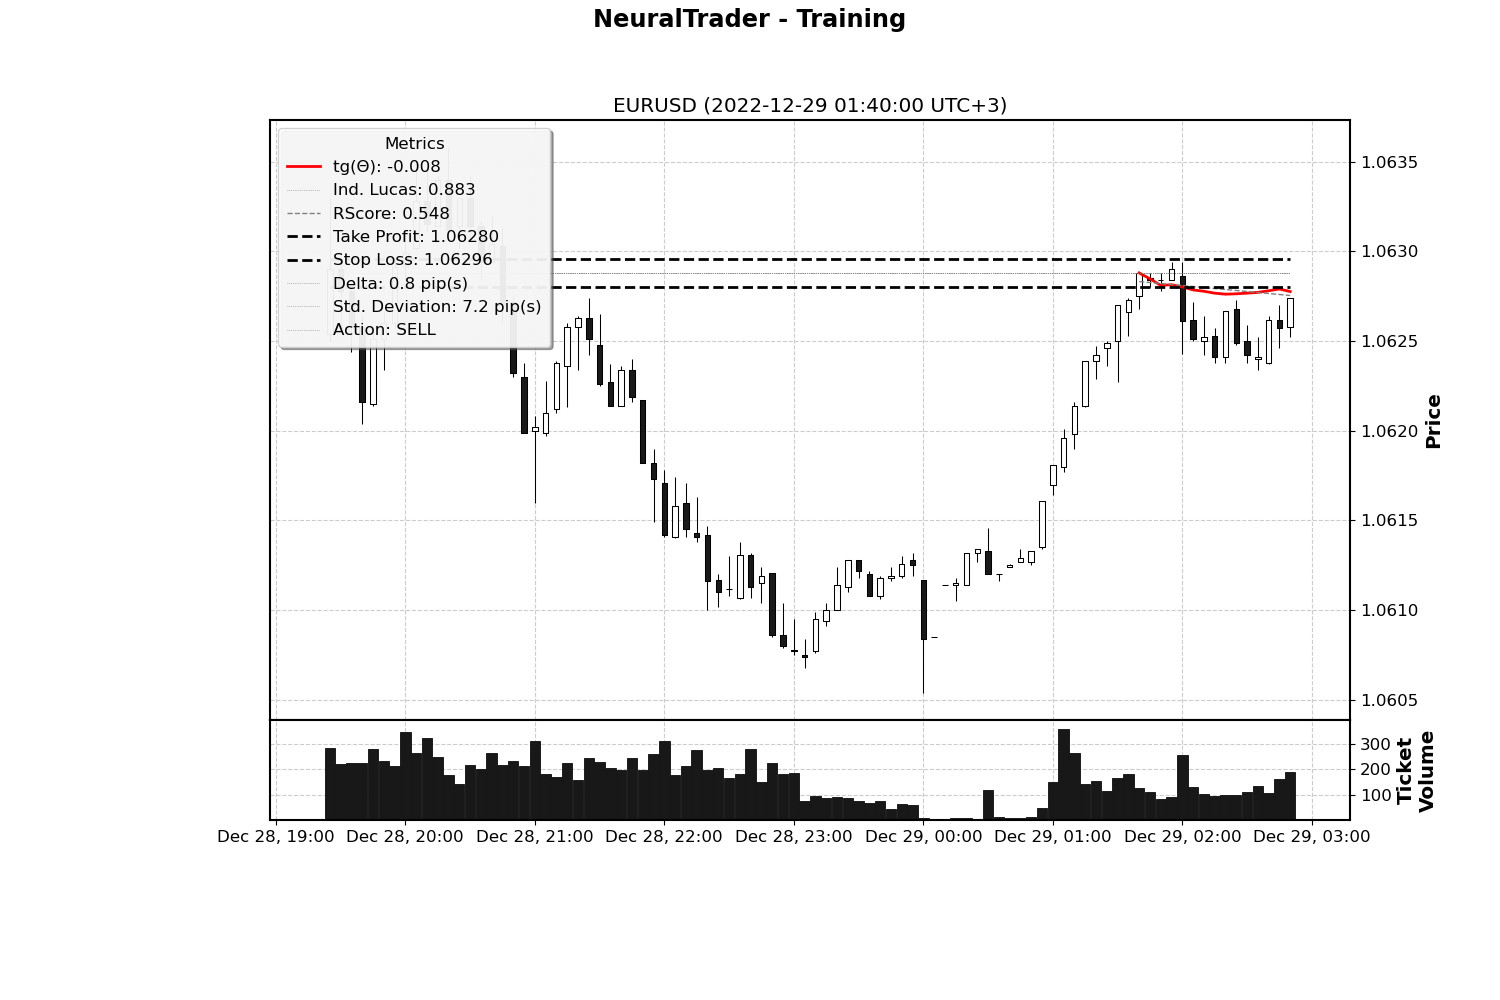 NeuralTrader - Training
EURUSD (2022-12-29 01:40:00 UTC+3)
Metrics
tg(Θ): -0.008
Ind. Lucas: 0.883
RScore: 0.548
Take Profit: 1.06280
Stop Loss: 1.06296
Delta: 0.8 pip(s)
Std. Deviation: 7.2 pip(s)
Action: SELL
1.0635
1.0630
1.0625
1.0620
1.0615
1.0610
1.0605
Price
300
200
100
Ticket
Volume
Dec 28, 19:00 Dec 28, 20:00 Dec 28, 21:00 Dec 28, 22:00 Dec 28, 23:00 Dec 29, 00:00 Dec 29, 01:00 Dec 29, 02:00 Dec 29, 03:00